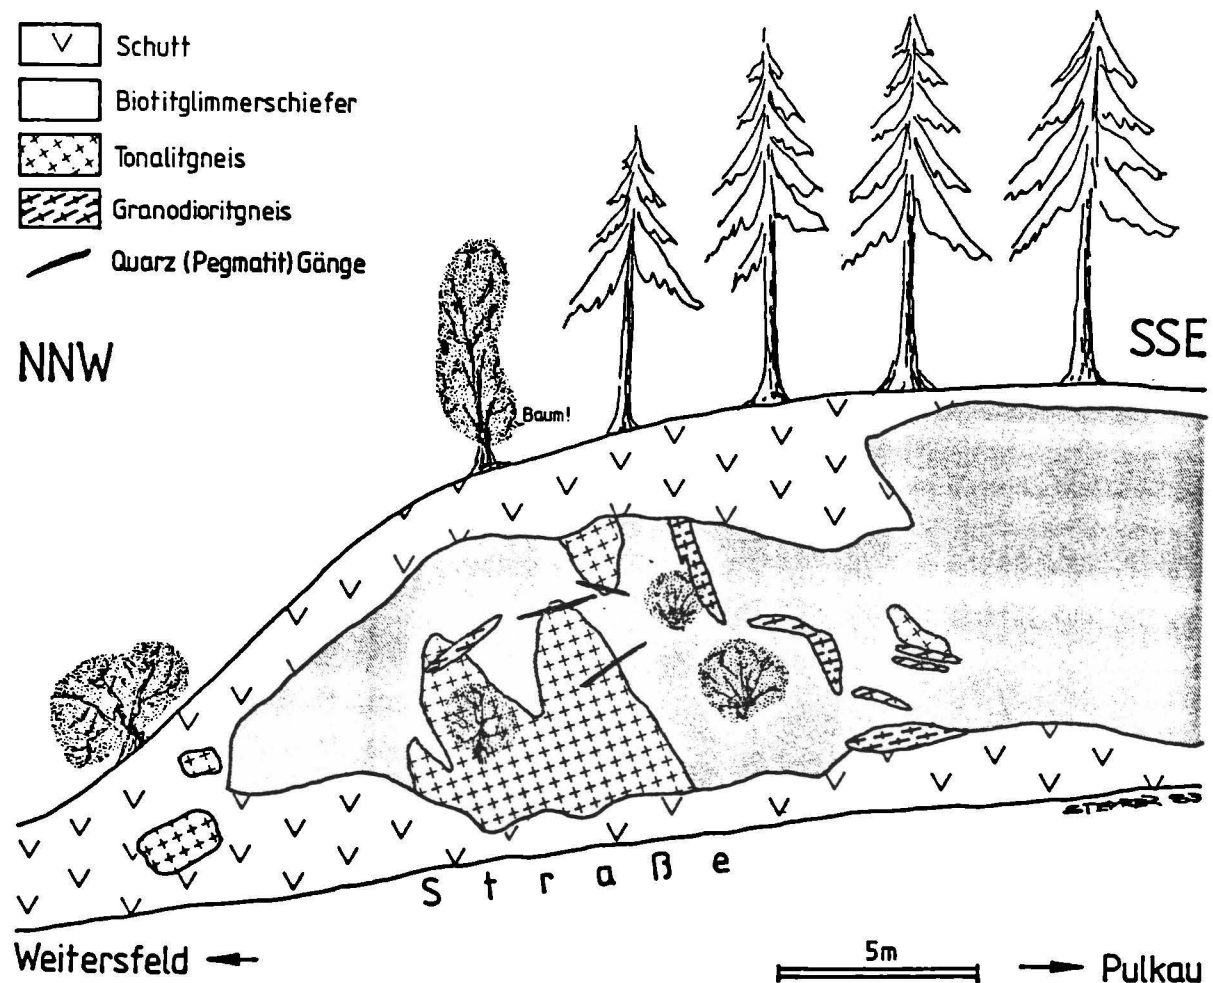 Schutt
Biotitglimmerschiefer
Tonalitgneis
Granodioritgneis
Quarz (Pegmatit) Gänge
NNW
SSE
Baum!
Straße
Weitersfeld
5m
Pulkau